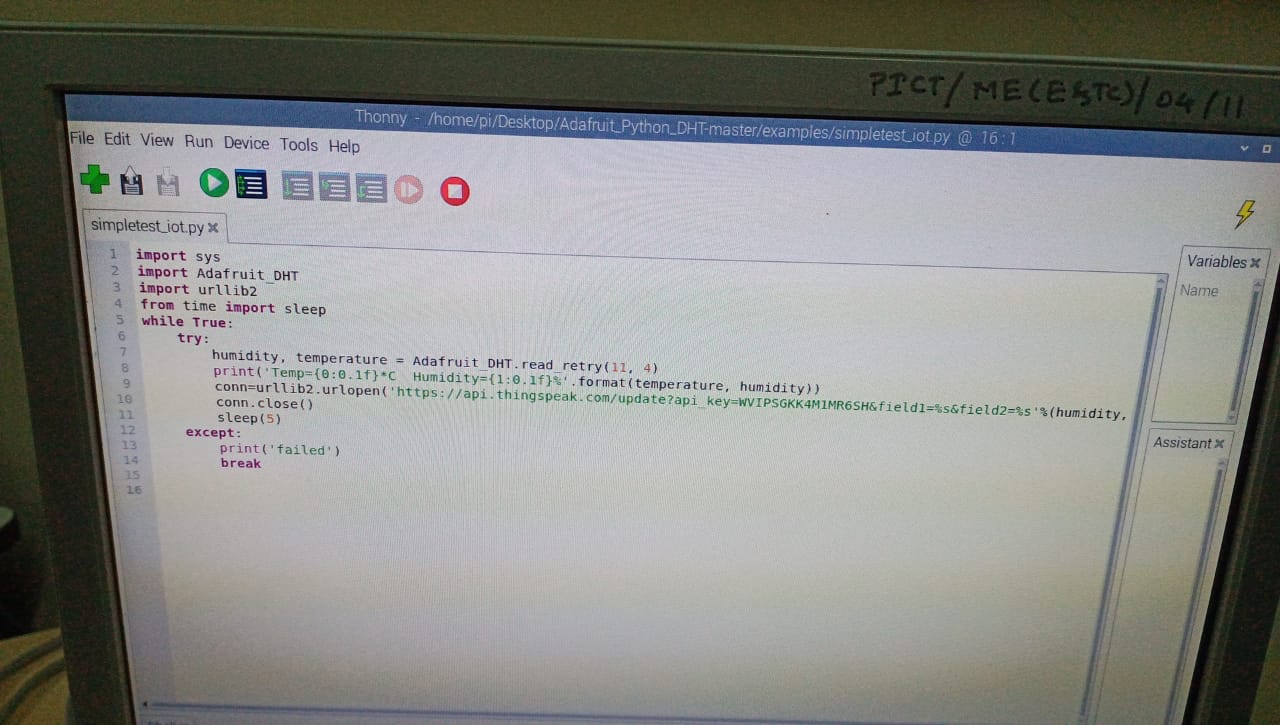 PICT/ME(E&TC)/04/11
Thonny - /home/pi/Desktop/Adafruit_Python_DHT-master/examples/simpletest_iot.py @ 16:1
File Edit View Run Device Tools Help
simpletest_iot.py
Variables
Name
Assistant
1 import sys
2 import Adafruit_DHT
3 import urllib2
4 from time import sleep
5 while True:
6 try:
7 humidity, temperature = Adafruit_DHT.read_retry(11, 4)
8 print('Temp={0:0.1f}*C  Humidity={1:0.1f}%'.format(temperature, humidity))
9 conn=urllib2.urlopen('https://api.thingspeak.com/update?api_key=WVIPSGKK4M1MR6SH&field1=%s&field2=%s'%(humidity,
10 conn.close()
11 sleep(5)
12 except:
13 print('failed')
14 break
15
16